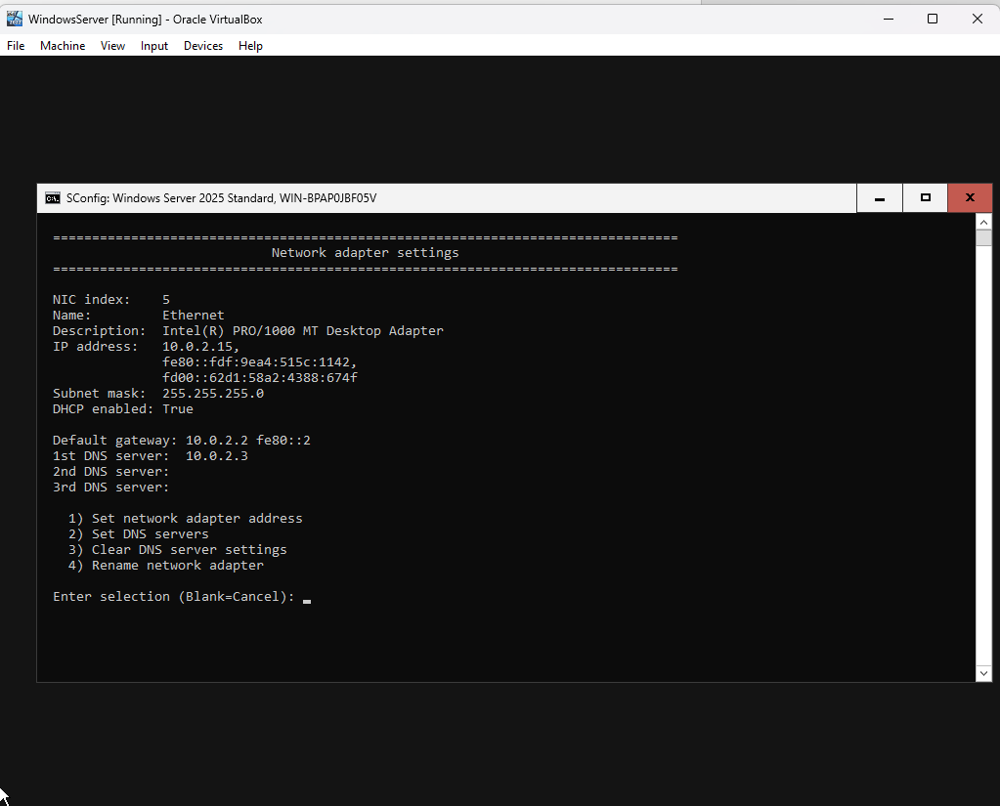 WindowsServer [Running] - Oracle VirtualBox
File Machine View Input Devices Help
SConfig: Windows Server 2025 Standard, WIN-BPAP0JBF05V
================================================================================
Network adapter settings
================================================================================
NIC index: 5
Name: Ethernet
Description: Intel(R) PRO/1000 MT Desktop Adapter
IP address: 10.0.2.15,
fe80::fdf:9ea4:515c:1142,
fd00::62d1:58a2:4388:674f
Subnet mask: 255.255.255.0
DHCP enabled: True
Default gateway: 10.0.2.2 fe80::2
1st DNS server: 10.0.2.3
2nd DNS server:
3rd DNS server:
1) Set network adapter address
2) Set DNS servers
3) Clear DNS server settings
4) Rename network adapter
Enter selection (Blank=Cancel): _